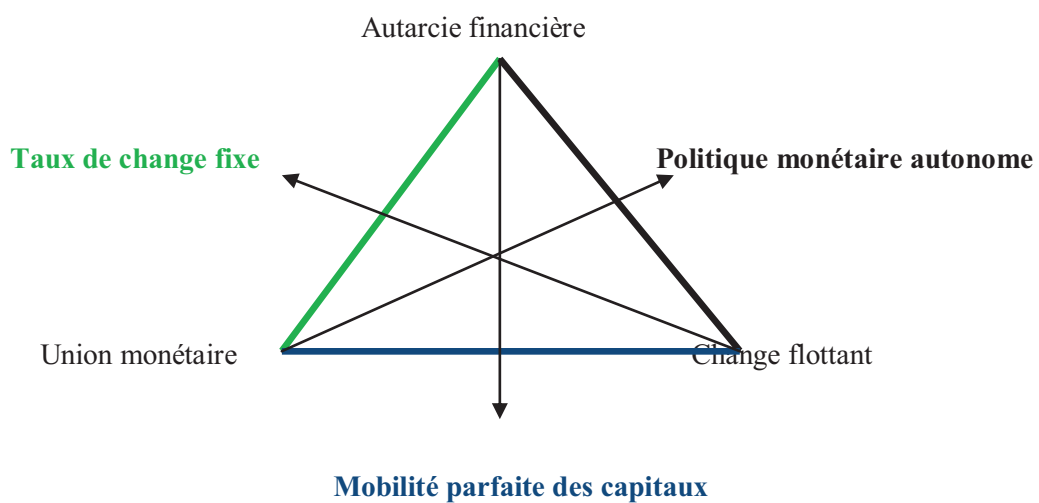 Autarcie financière
Taux de change fixe
Politique monétaire autonome
Union monétaire
Change flottant
Mobilité parfaite des capitaux